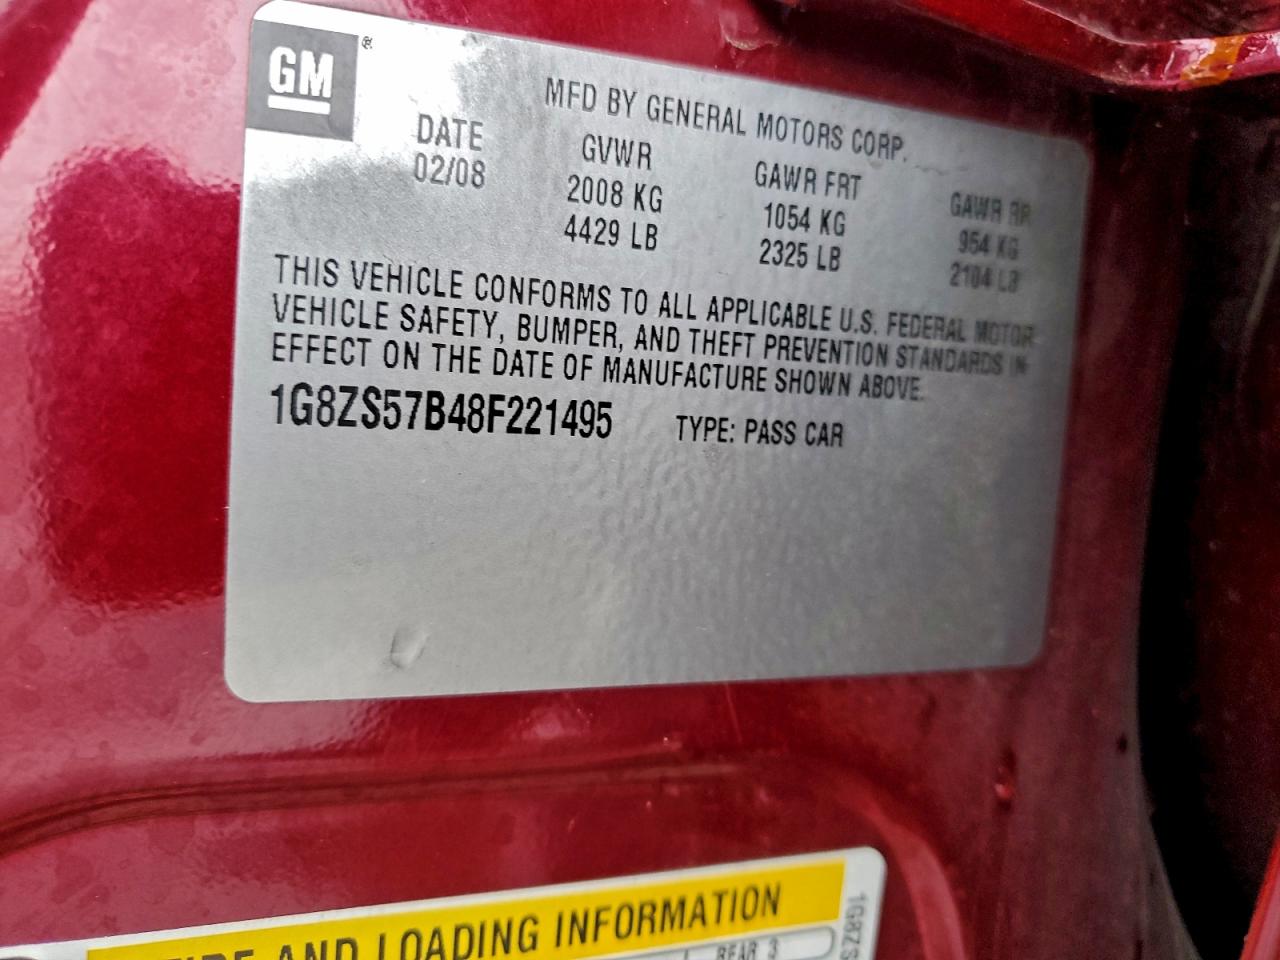 GM ®
MFD BY GENERAL MOTORS CORP.
DATE GVWR GAWR FRT GAWR RR
02/08 2008 KG 1054 KG 954 KG
4429 LB 2325 LB 2104 LB
THIS VEHICLE CONFORMS TO ALL APPLICABLE U.S. FEDERAL MOTOR
VEHICLE SAFETY, BUMPER, AND THEFT PREVENTION STANDARDS IN
EFFECT ON THE DATE OF MANUFACTURE SHOWN ABOVE.
1G8ZS57B48F221495 TYPE: PASS CAR
TIRE AND LOADING INFORMATION
REAR 3
1G8ZS